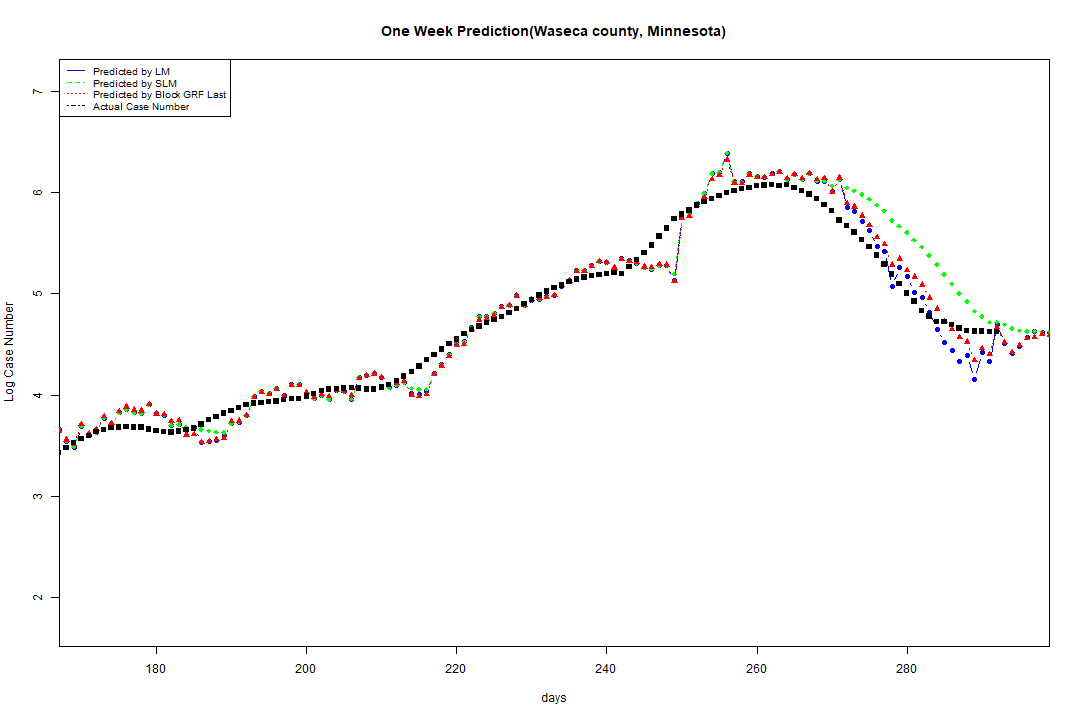 One Week Prediction(Waseca county, Minnesota)
Predicted by LM
Predicted by SLM
Predicted by Block GRF Last
Actual Case Number
7
6
5
4
3
2
Log Case Number
180 200 220 240 260 280
days